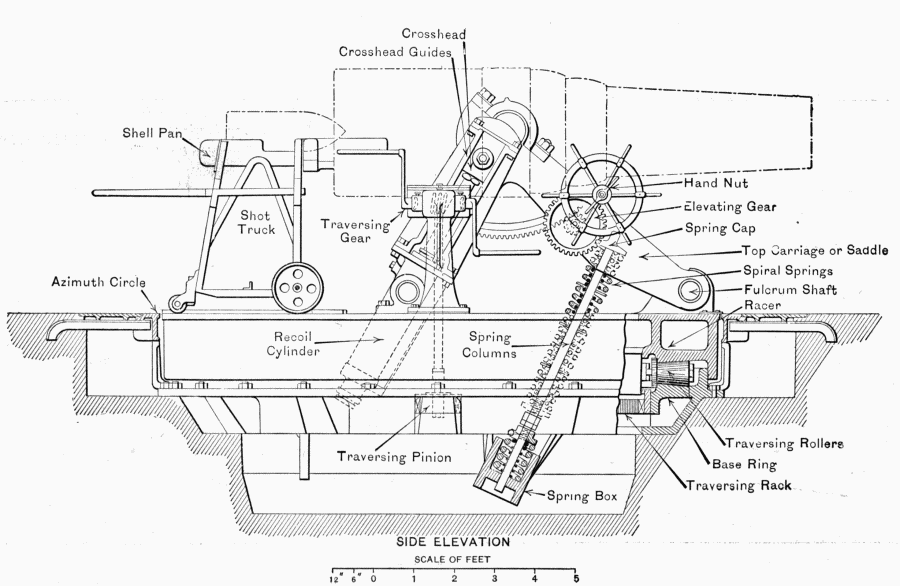 Crosshead
Crosshead Guides
Shell Pan
Shot
Truck
Traversing
Gear
Hand Nut
Elevating Gear
Spring Cap
Top Carriage or Saddle
Spiral Springs
Fulcrum Shaft
Racer
Azimuth Circle
Recoil
Cylinder
Spring
Columns
Traversing Pinion
Spring Box
Traversing Rollers
Base Ring
Traversing Rack
SIDE ELEVATION
SCALE OF FEET
12" 6" 0 1 2 3 4 5